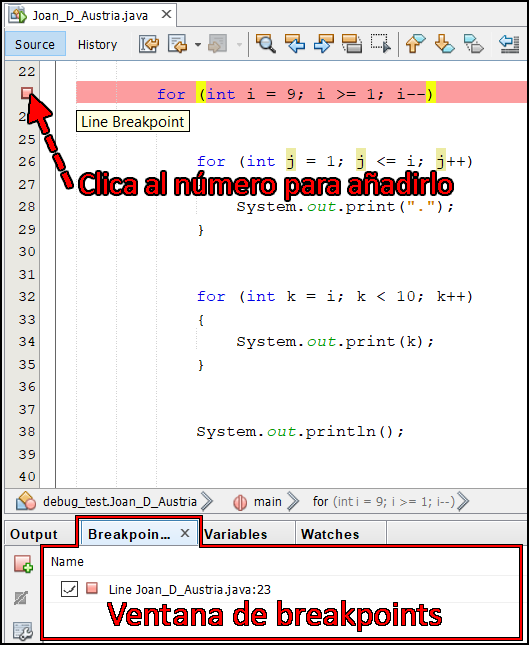 Joan_D_Austria.java
Source History
22
for (int i = 9; i >= 1; i--)
Line Breakpoint
25
26 for (int j = 1; j <= i; j++)
Clica al número para añadirlo
27
28 System.out.print(".");
29 }
30
31
32 for (int k = i; k < 10; k++)
33 {
34 System.out.print(k);
35 }
36
37
38 System.out.println();
39
40
debug_test.Joan_D_Austria main for (int i = 9; i >= 1; i--)
Output Breakpoin... × Variables Watches
Name
Line Joan_D_Austria.java:23
Ventana de breakpoints